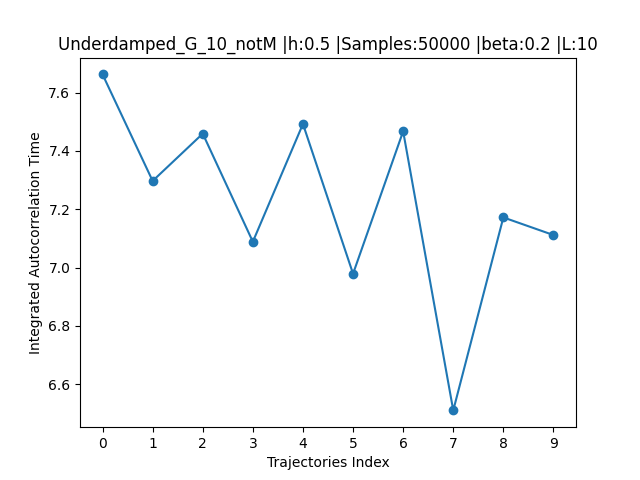 Underdamped_G_10_notM |h:0.5 |Samples:50000 |beta:0.2 |L:10
Integrated Autocorrelation Time
7.6
7.4
7.2
7.0
6.8
6.6
0 1 2 3 4 5 6 7 8 9
Trajectories Index